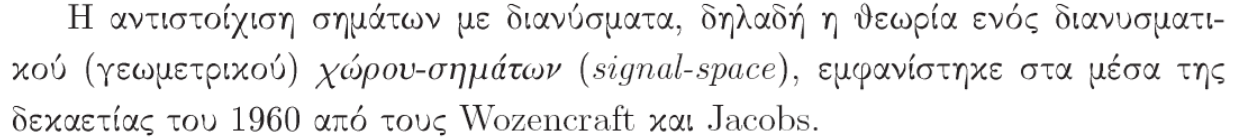 Η αντιστοίχιση σημάτων με διανύσματα, δηλαδή η ϑεωρία ενός διανυσματι-
κού (γεωμετρικού) χώρου-σημάτων (signal-space), εμφανίστηκε στα μέσα της
δεκαετίας του 1960 από τους Wozencraft και Jacobs.